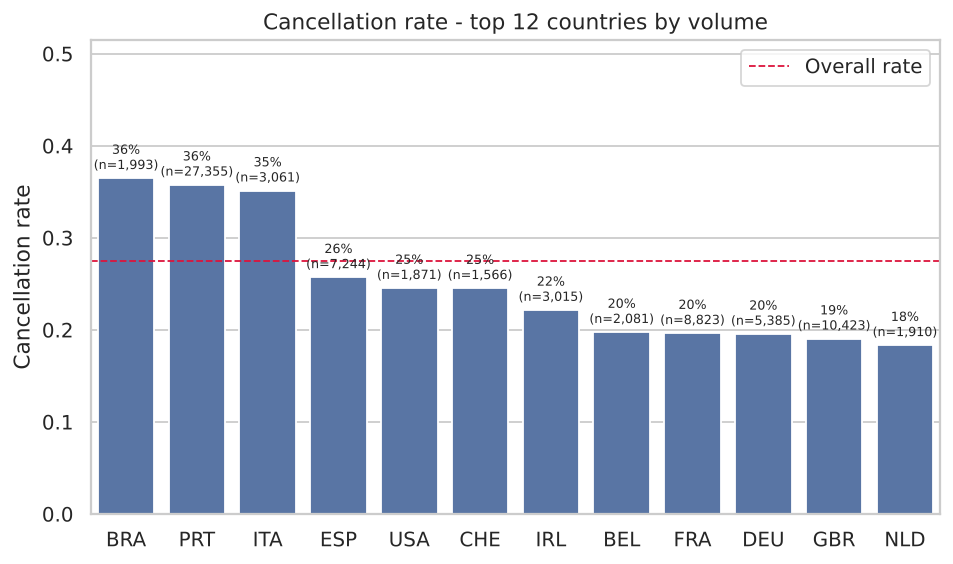 Cancellation rate - top 12 countries by volume
Overall rate
Cancellation rate
0.5
0.4
0.3
0.2
0.1
0.0
36%
(n=1,993)
36%
(n=27,355)
35%
(n=3,061)
26%
(n=7,244)
25%
(n=1,871)
25%
(n=1,566)
22%
(n=3,015)
20%
(n=2,081)
20%
(n=8,823)
20%
(n=5,385)
19%
(n=10,423)
18%
(n=1,910)
BRA PRT ITA ESP USA CHE IRL BEL FRA DEU GBR NLD